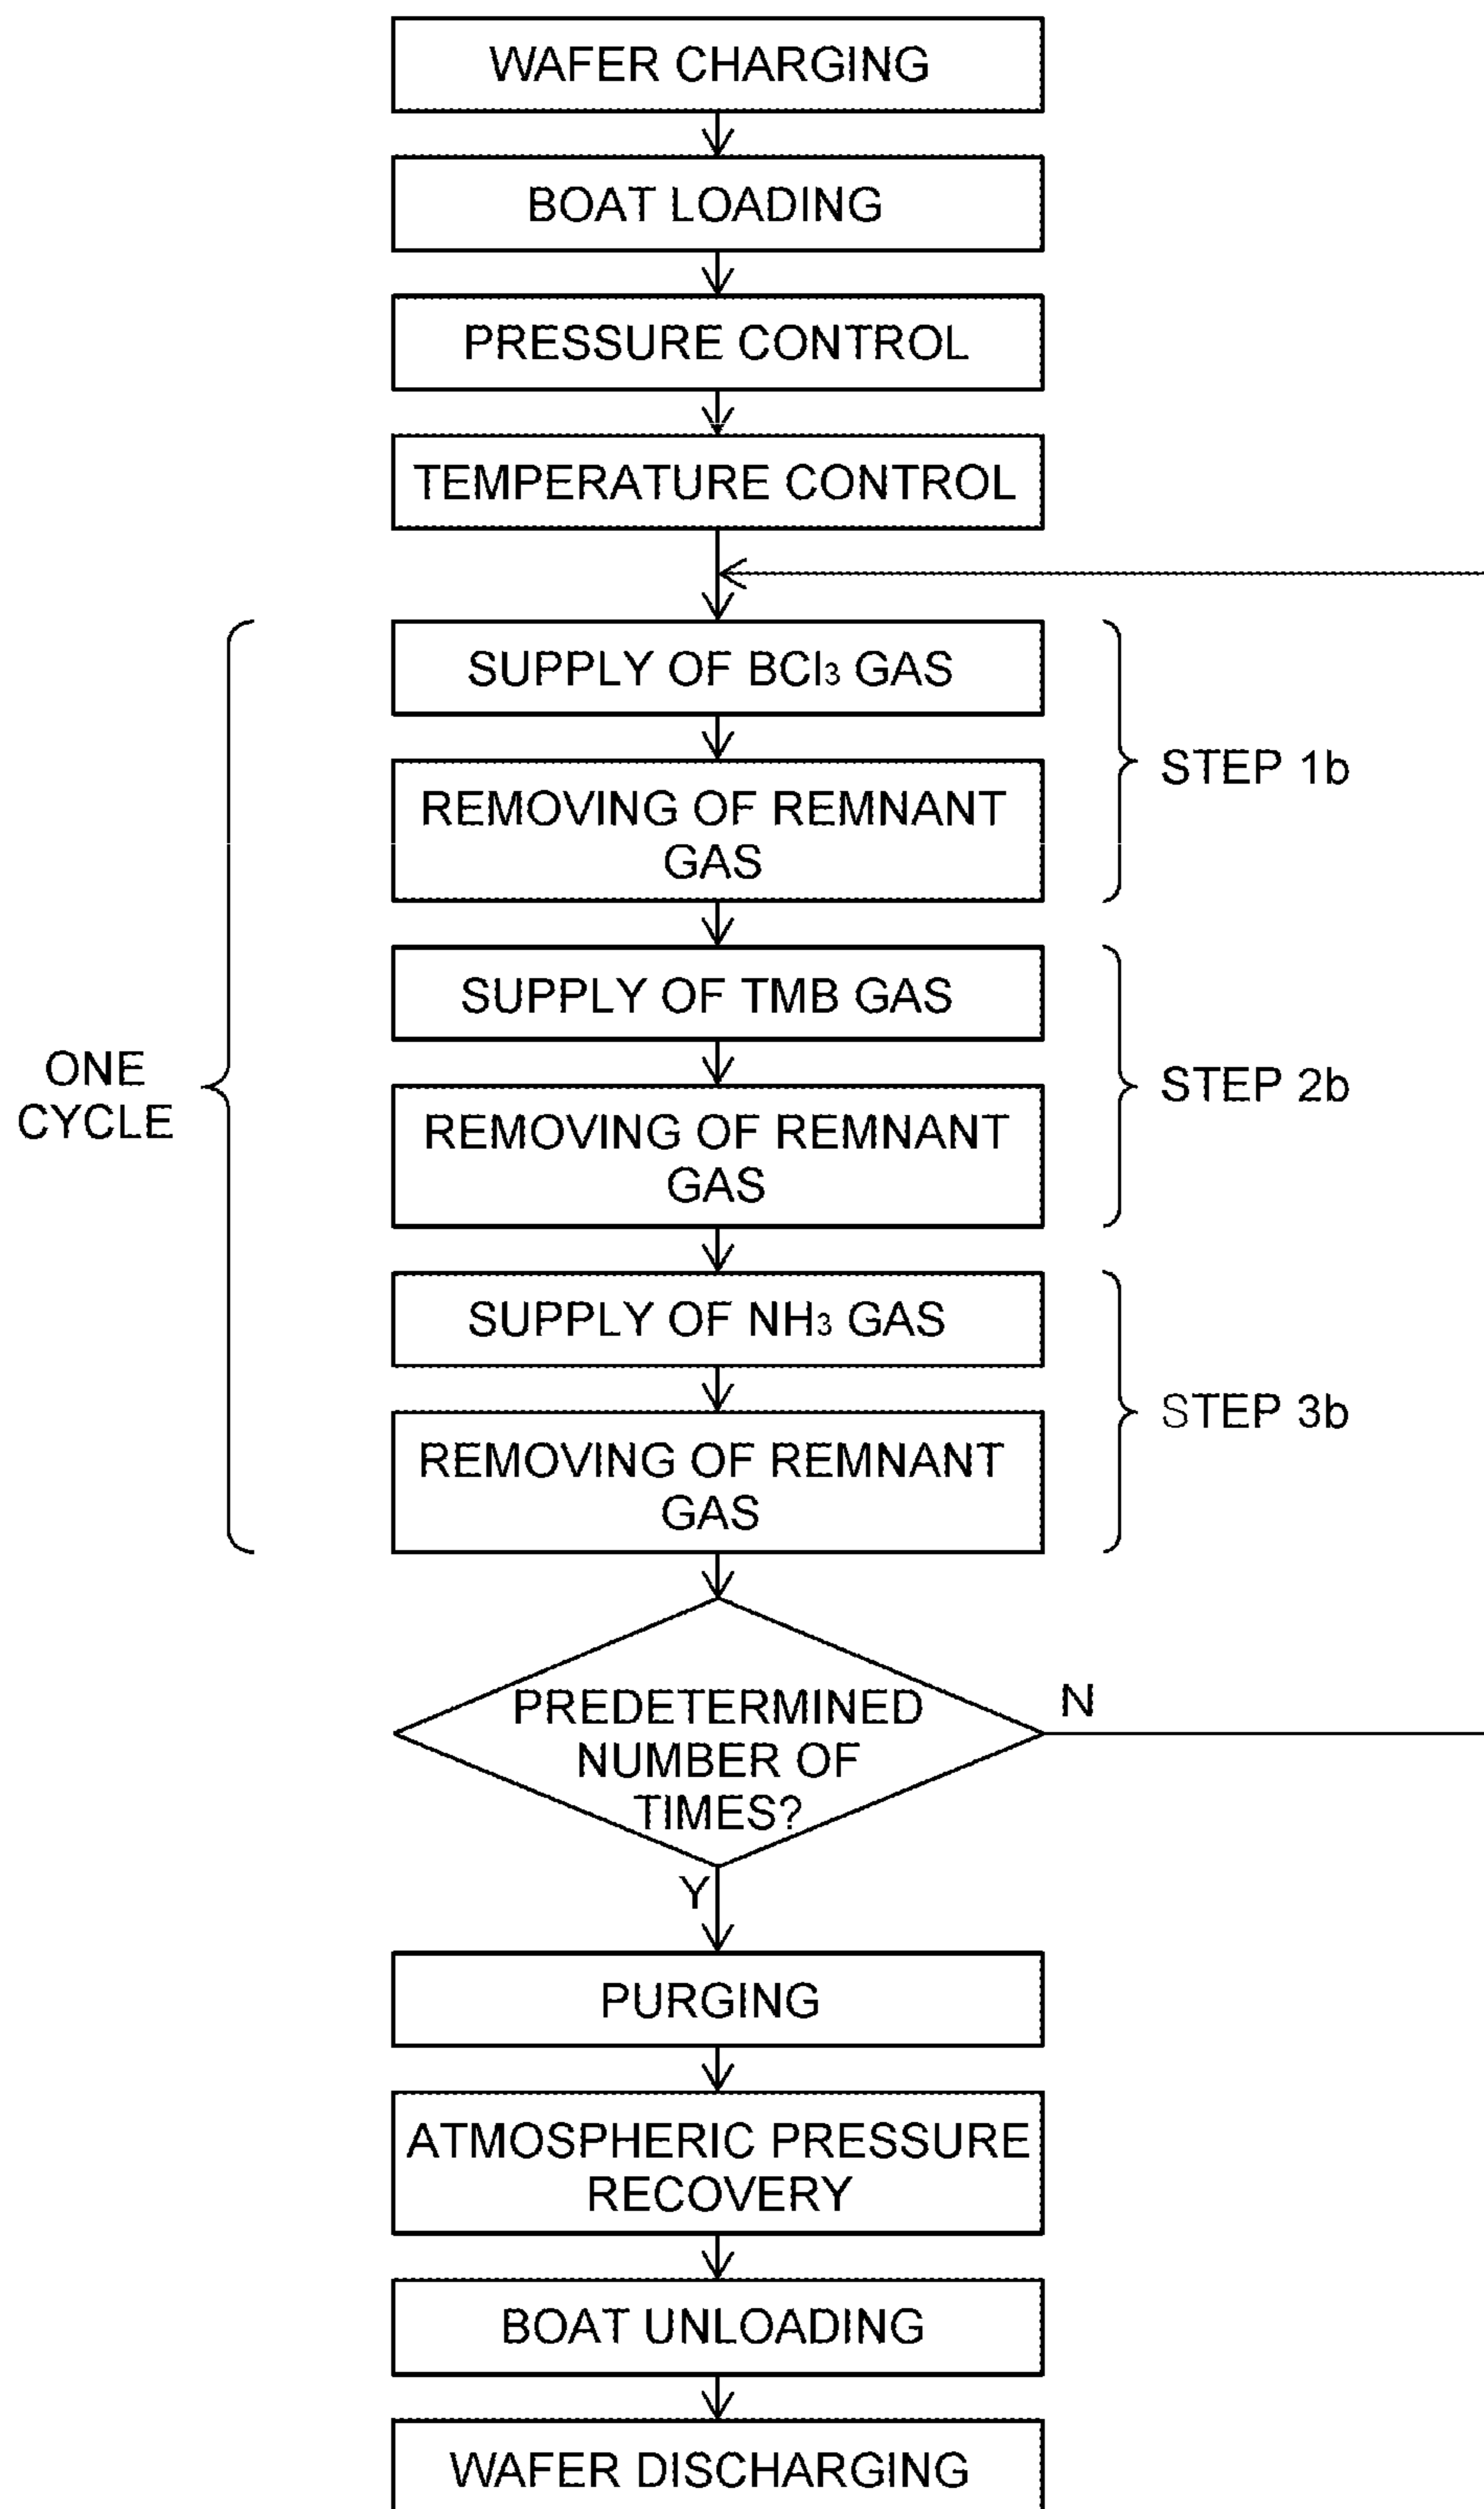 WAFER CHARGING
BOAT LOADING
PRESSURE CONTROL
TEMPERATURE CONTROL
SUPPLY OF BCl₃ GAS
REMOVING OF REMNANT
GAS
STEP 1b
SUPPLY OF TMB GAS
REMOVING OF REMNANT
GAS
STEP 2b
ONE
CYCLE
SUPPLY OF NH₃ GAS
REMOVING OF REMNANT
GAS
STEP 3b
PREDETERMINED
NUMBER OF
TIMES?
N
Y
PURGING
ATMOSPHERIC PRESSURE
RECOVERY
BOAT UNLOADING
WAFER DISCHARGING